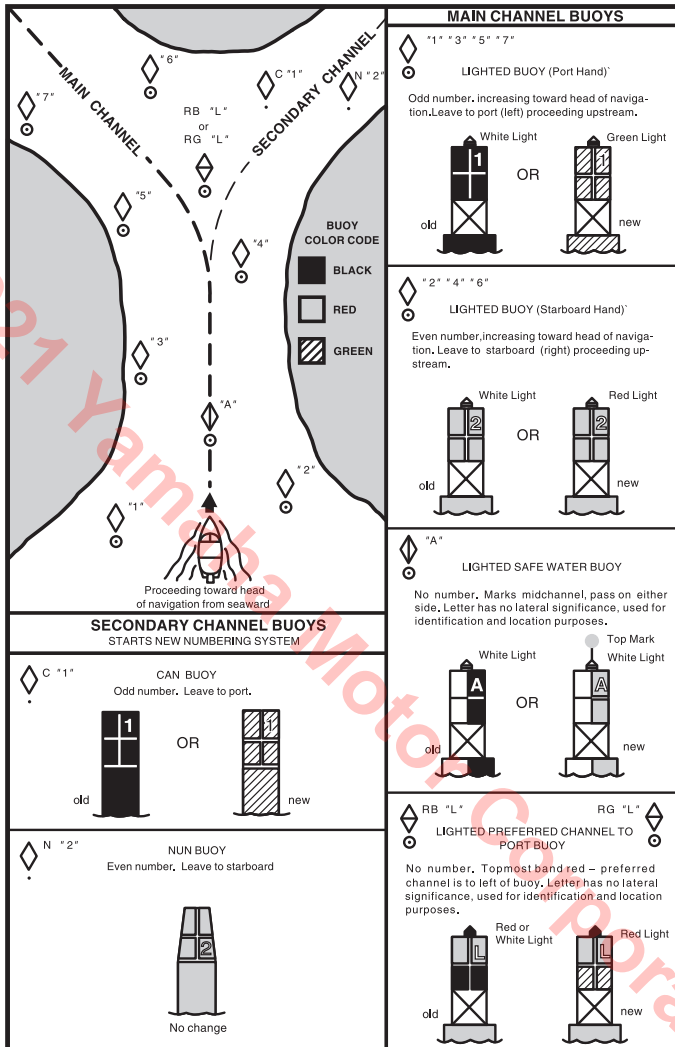 "6"
C "1"
N "2"
"7"
MAIN CHANNEL
SECONDARY CHANNEL
RB "L"
or
RG "L"
"5"
"4"
BUOY
COLOR CODE
BLACK
RED
GREEN
"3"
"A"
"2"
"1"
Proceeding toward head
of navigation from seaward
SECONDARY CHANNEL BUOYS
STARTS NEW NUMBERING SYSTEM
C "1"
CAN BUOY
Odd number. Leave to port.
1
OR
1
old
new
N "2"
NUN BUOY
Even number. Leave to starboard
2
No change
MAIN CHANNEL BUOYS
"1" "3" "5" "7"
LIGHTED BUOY (Port Hand)`
Odd number. increasing toward head of naviga-
tion.Leave to port (left) proceeding upstream.
White Light
Green Light
1
OR
1
old
new
"2" "4" "6"
LIGHTED BUOY (Starboard Hand)`
Even number,increasing toward head of naviga-
tion. Leave to starboard (right) proceeding up-
stream.
White Light
Red Light
2
OR
2
old
new
"A"
LIGHTED SAFE WATER BUOY
No number. Marks midchannel, pass on either
side. Letter has no lateral significance, used for
identification and location purposes.
Top Mark
White Light
White Light
A
OR
A
old
new
RB "L"
RG "L"
LIGHTED PREFERRED CHANNEL TO
PORT BUOY
No number. Topmost band red – preferred
channel is to left of buoy. Letter has no lateral
significance, used for identification and location
purposes.
Red or
White Light
Red Light
L
OR
L
old
new
21 Yamaha Motor Corpora